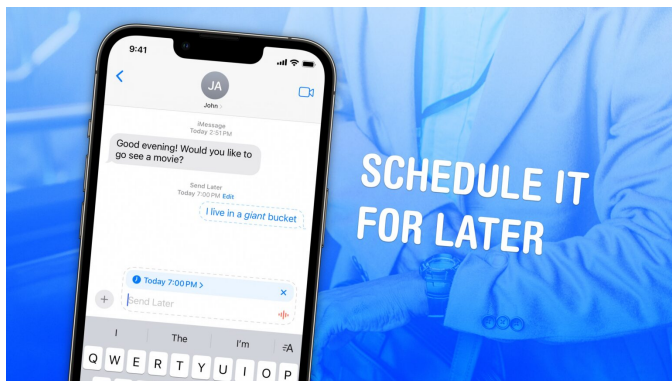 9:41
JA
John >
iMessage
Today 2:51 PM
Good evening! Would you like to
go see a movie?
Send Later
Today 7:00 PM Edit
I live in a giant bucket
Today 7:00 PM >
Send Later
I The I'm
Q W E R T Y U I O P
SCHEDULE IT
FOR LATER